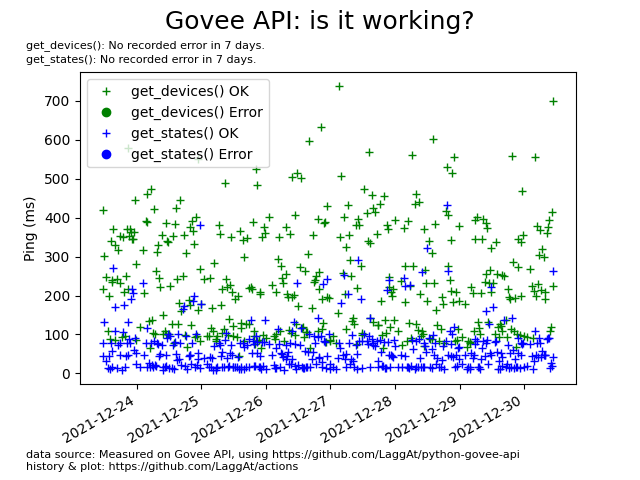 Govee API: is it working?
get_devices(): No recorded error in 7 days.
get_states(): No recorded error in 7 days.
get_devices() OK
get_devices() Error
get_states() OK
get_states() Error
Ping (ms)
700
600
500
400
300
200
100
0
2021-12-24
2021-12-25
2021-12-26
2021-12-27
2021-12-28
2021-12-29
2021-12-30
data source: Measured on Govee API, using https://github.com/LaggAt/python-govee-api
history & plot: https://github.com/LaggAt/actions